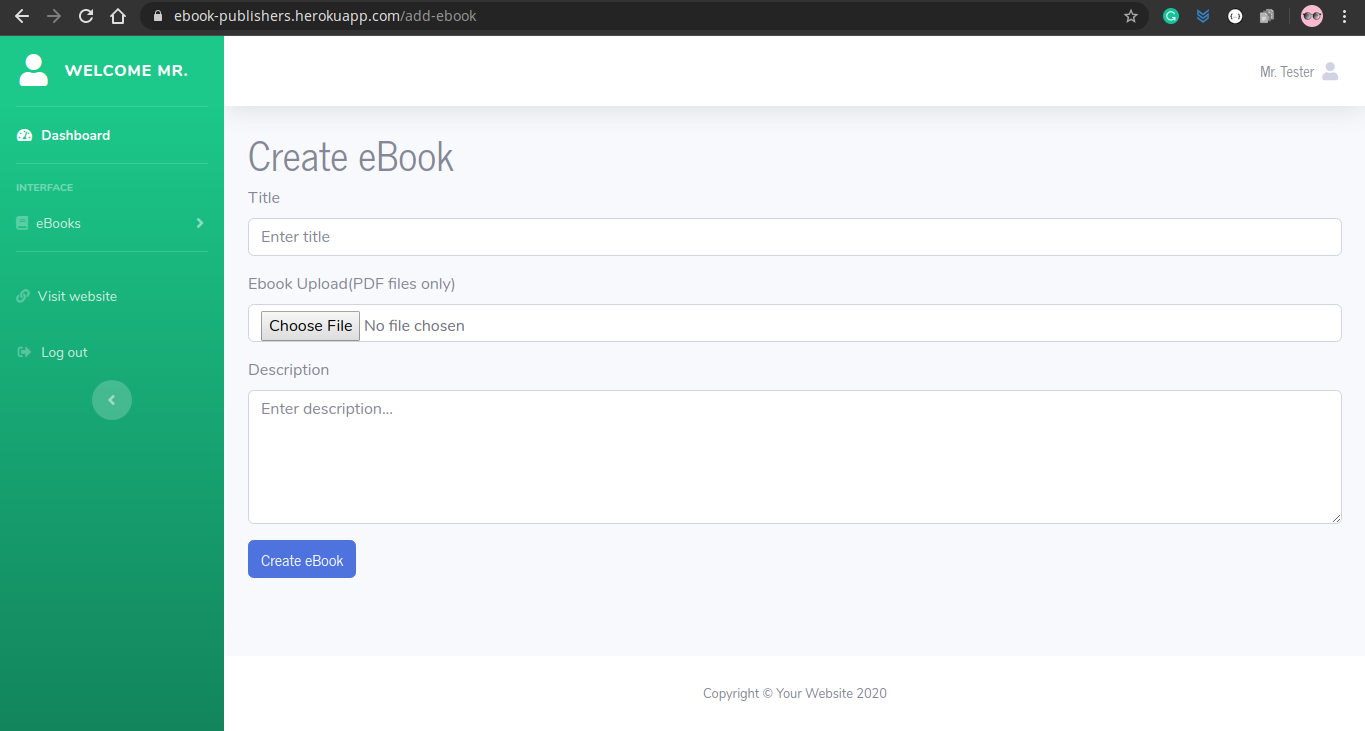 ebook-publishers.herokuapp.com/add-ebook
WELCOME MR.
Mr. Tester
Dashboard
INTERFACE
eBooks
Visit website
Log out
Create eBook
Title
Enter title
Ebook Upload(PDF files only)
Choose File No file chosen
Description
Enter description...
Create eBook
Copyright © Your Website 2020